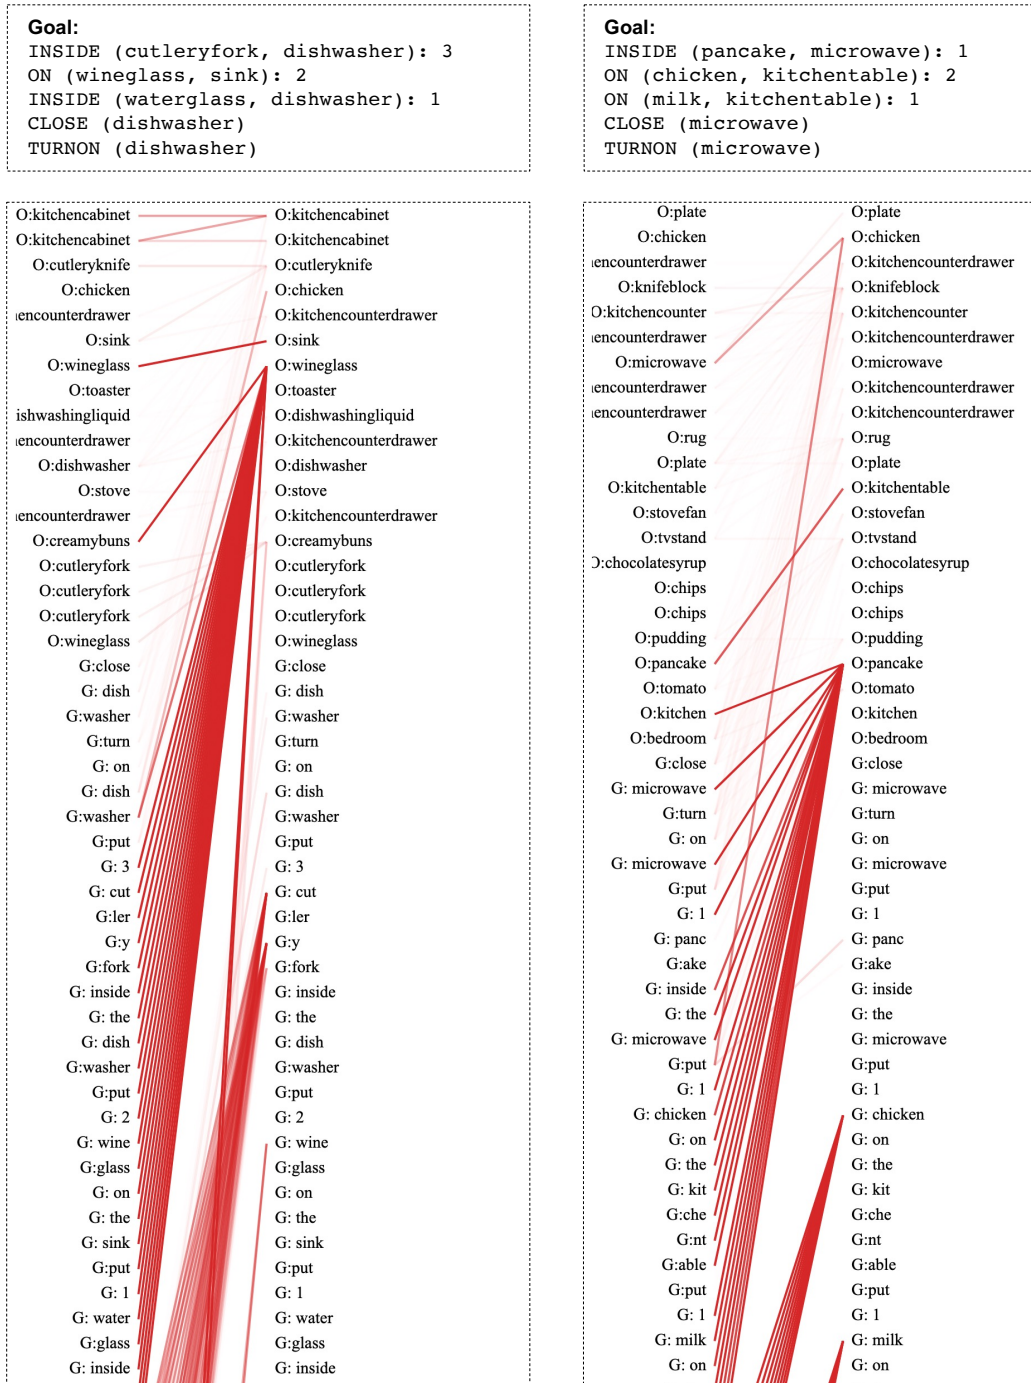 Goal:
INSIDE (cutleryfork, dishwasher): 3
ON (wineglass, sink): 2
INSIDE (waterglass, dishwasher): 1
CLOSE (dishwasher)
TURNON (dishwasher)
Goal:
INSIDE (pancake, microwave): 1
ON (chicken, kitchentable): 2
ON (milk, kitchentable): 1
CLOSE (microwave)
TURNON (microwave)
O:kitchencabinet O:kitchencabinet
O:kitchencabinet O:kitchencabinet
O:cutleryknife O:cutleryknife
O:chicken O:chicken
encounterdrawer O:kitchencounterdrawer
O:sink O:sink
O:wineglass O:wineglass
O:toaster O:toaster
ishwashingliquid O:dishwashingliquid
encounterdrawer O:kitchencounterdrawer
O:dishwasher O:dishwasher
O:stove O:stove
encounterdrawer O:kitchencounterdrawer
O:creamybuns O:creamybuns
O:cutleryfork O:cutleryfork
O:cutleryfork O:cutleryfork
O:cutleryfork O:cutleryfork
O:wineglass O:wineglass
G:close G:close
G: dish G: dish
G:washer G:washer
G:turn G:turn
G: on G: on
G: dish G: dish
G:washer G:washer
G:put G:put
G: 3 G: 3
G: cut G: cut
G:ler G:ler
G:y G:y
G:fork G:fork
G: inside G: inside
G: the G: the
G: dish G: dish
G:washer G:washer
G:put G:put
G: 2 G: 2
G: wine G: wine
G:glass G:glass
G: on G: on
G: the G: the
G: sink G: sink
G:put G:put
G: 1 G: 1
G: water G: water
G:glass G:glass
G: inside G: inside
O:plate O:plate
O:chicken O:chicken
encounterdrawer O:kitchencounterdrawer
O:knifeblock O:knifeblock
O:kitchencounter O:kitchencounter
encounterdrawer O:kitchencounterdrawer
O:microwave O:microwave
encounterdrawer O:kitchencounterdrawer
encounterdrawer O:kitchencounterdrawer
O:rug O:rug
O:plate O:plate
O:kitchentable O:kitchentable
O:stovefan O:stovefan
O:tvstand O:tvstand
O:chocolatesyrup O:chocolatesyrup
O:chips O:chips
O:chips O:chips
O:pudding O:pudding
O:pancake O:pancake
O:tomato O:tomato
O:kitchen O:kitchen
O:bedroom O:bedroom
G:close G:close
G: microwave G: microwave
G:turn G:turn
G: on G: on
G: microwave G: microwave
G:put G:put
G: 1 G: 1
G: panc G: panc
G:ake G:ake
G: inside G: inside
G: the G: the
G: microwave G: microwave
G:put G:put
G: 1 G: 1
G: chicken G: chicken
G: on G: on
G: the G: the
G: kit G: kit
G:che G:che
G:nt G:nt
G:able G:able
G:put G:put
G: 1 G: 1
G: milk G: milk
G: on G: on